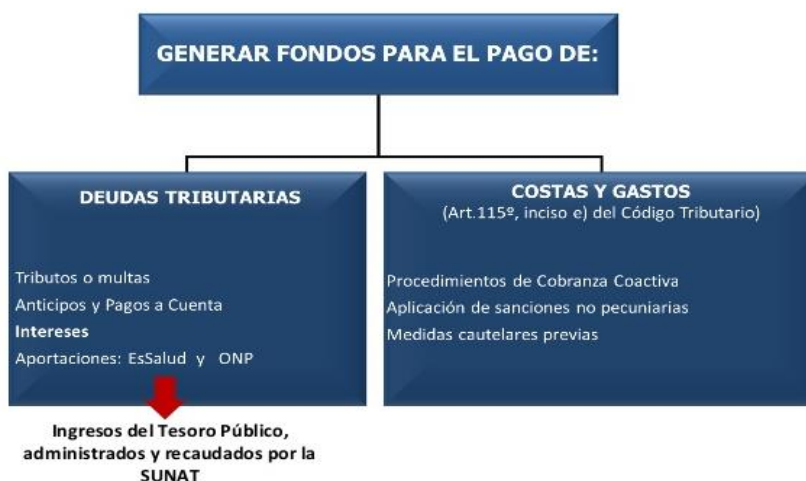 GENERAR FONDOS PARA EL PAGO DE:
DEUDAS TRIBUTARIAS
Tributos o multas
Anticipos y Pagos a Cuenta
Intereses
Aportaciones: EsSalud y ONP
Ingresos del Tesoro Público,
administrados y recaudados por la
SUNAT
COSTAS Y GASTOS
(Art.115º, inciso e) del Código Tributario)
Procedimientos de Cobranza Coactiva
Aplicación de sanciones no pecuniarias
Medidas cautelares previas